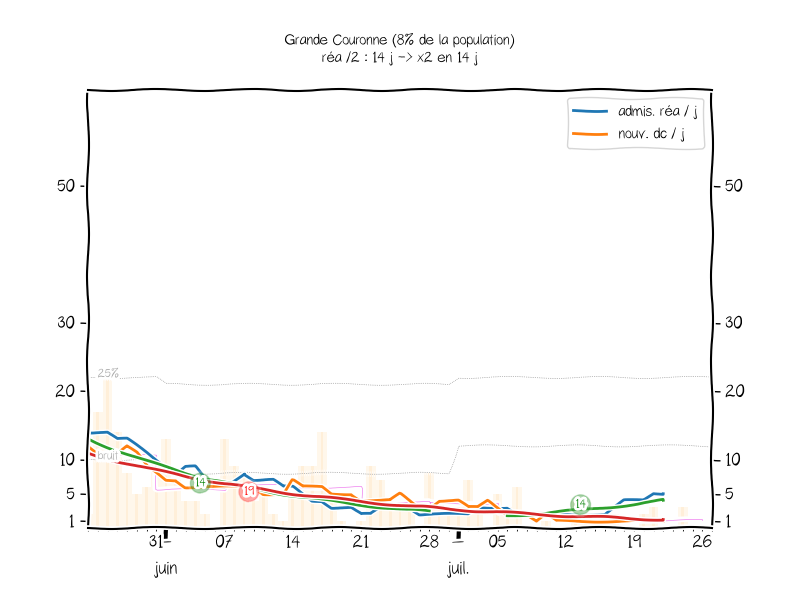 Grande Couronne (8% de la population)
réa /2 : 14 j -> x2 en 14 j
admis. réa / j
nouv. dc / j
50 50
30 30
25%
20 20
bruit
10 10
14 19 14
5 5
1 1
31 07 14 21 28 05 12 19 26
juin juil.